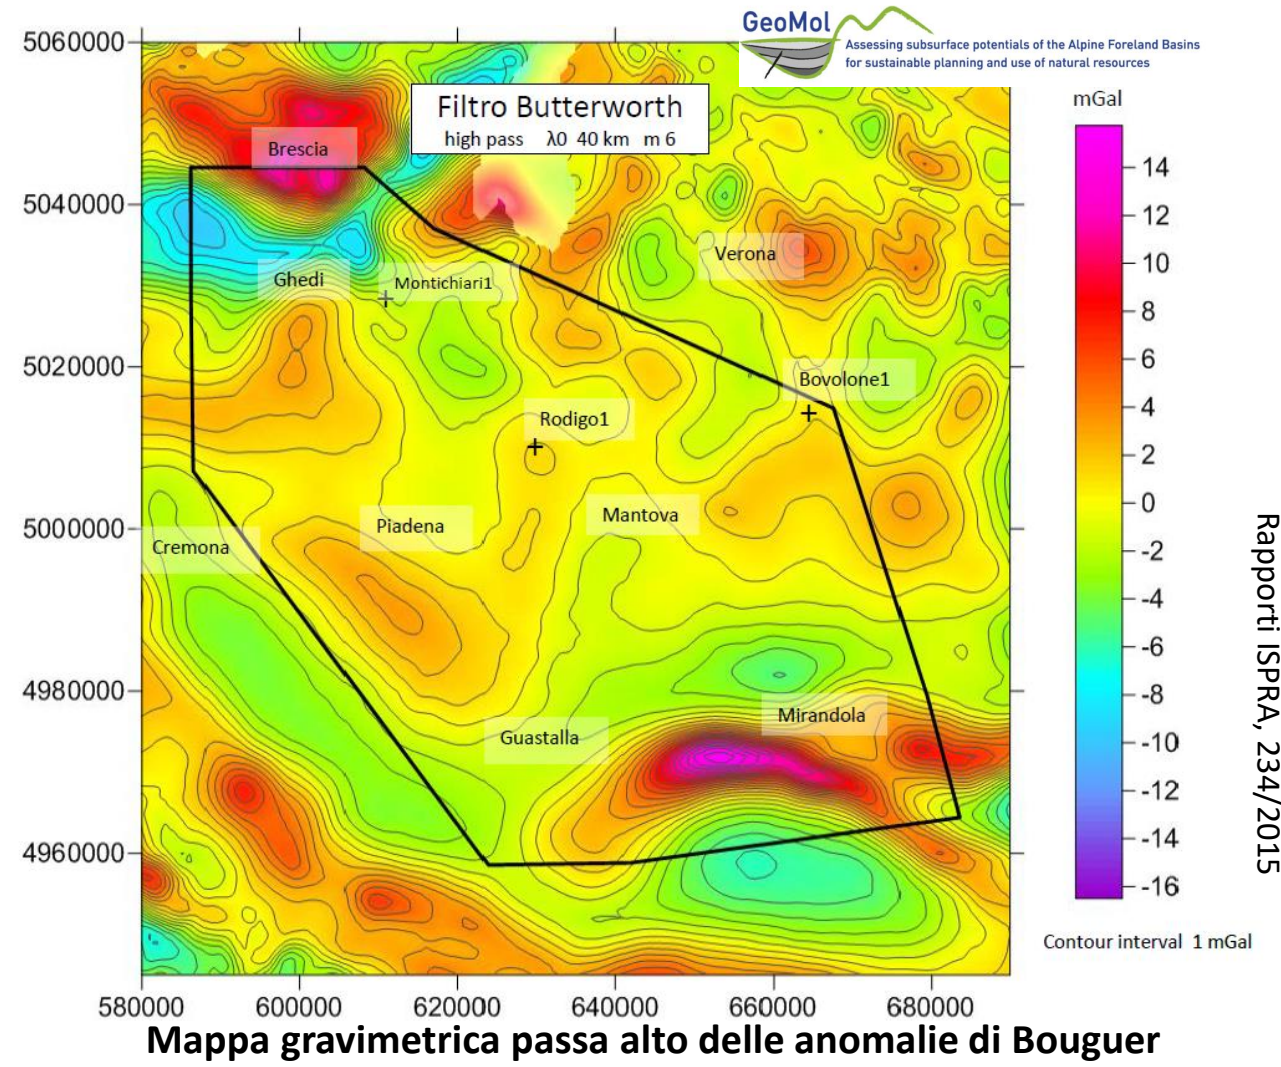 GeoMol
Assessing subsurface potentials of the Alpine Foreland Basins
for sustainable planning and use of natural resources
5060000
5040000
5020000
5000000
4980000
4960000
Filtro Butterworth
high pass λ0 40 km m 6
Brescia
Ghedi
Montichiari1
Verona
Bovolone1
Rodigo1
Piadena
Mantova
Cremona
Mirandola
Guastalla
580000 600000 620000 640000 660000 680000
mGal
14
12
10
8
6
4
2
0
-2
-4
-6
-8
-10
-12
-14
-16
Contour interval 1 mGal
Rapporti ISPRA, 234/2015
Mappa gravimetrica passa alto delle anomalie di Bouguer